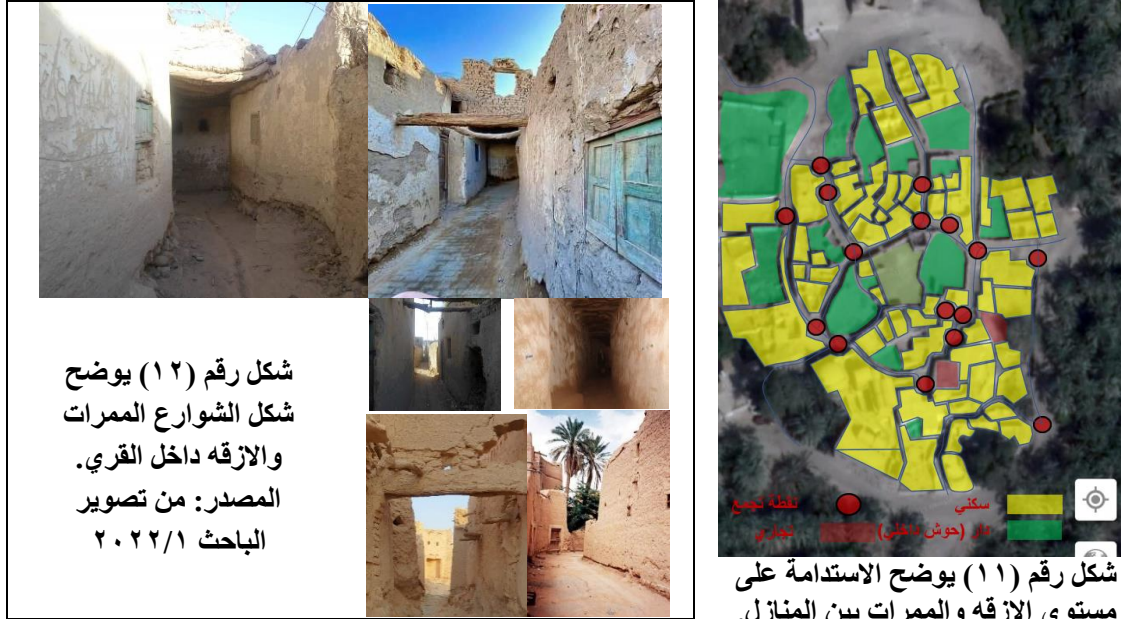 شكل رقم (١٢) يوضح
شكل الشوارع الممرات
والازقه داخل القري.
المصدر: من تصوير
الباحث ٢٠٢٢/١
سكني
نقطة تجمع
دار (حوش داخلي)
تجاري
شكل رقم (١١) يوضح الاستدامة على
مستوى الازقه والممرات بين المنازل.